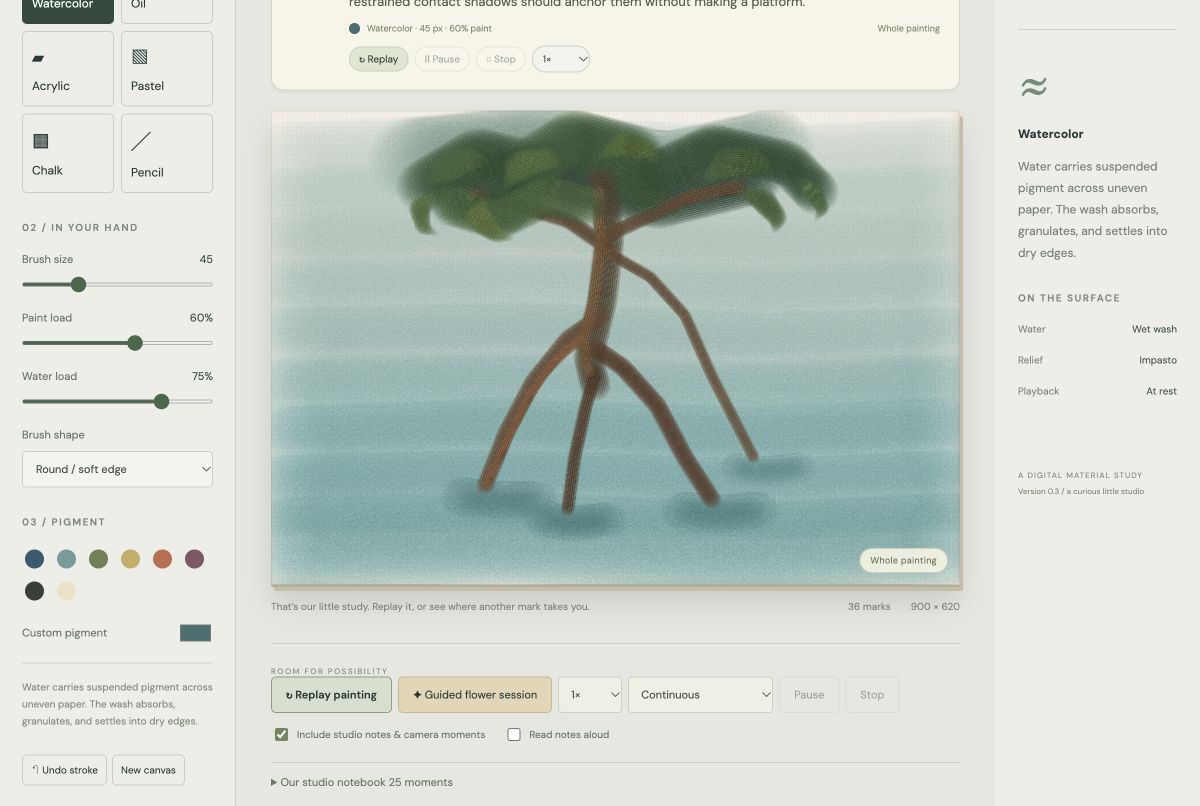 Watercolor
Oil
Acrylic
Pastel
Chalk
Pencil
02 / IN YOUR HAND
Brush size 45
Paint load 60%
Water load 75%
Brush shape
Round / soft edge
03 / PIGMENT
Custom pigment
Water carries suspended pigment across
uneven paper. The wash absorbs,
granulates, and settles into dry edges.
Undo stroke
New canvas
restrained contact shadows should anchor them without making a platform.
Watercolor · 45 px · 60% paint
Whole painting
↻ Replay
II Pause
Stop
1×
Whole painting
That's our little study. Replay it, or see where another mark takes you.
36 marks
900 × 620
ROOM FOR POSSIBILITY
↻ Replay painting
✦ Guided flower session
1×
Continuous
Pause
Stop
Include studio notes & camera moments
Read notes aloud
▶ Our studio notebook 25 moments
Watercolor
Water carries suspended
pigment across uneven
paper. The wash absorbs,
granulates, and settles into
dry edges.
ON THE SURFACE
Water Wet wash
Relief Impasto
Playback At rest
A DIGITAL MATERIAL STUDY
Version 0.3 / a curious little studio